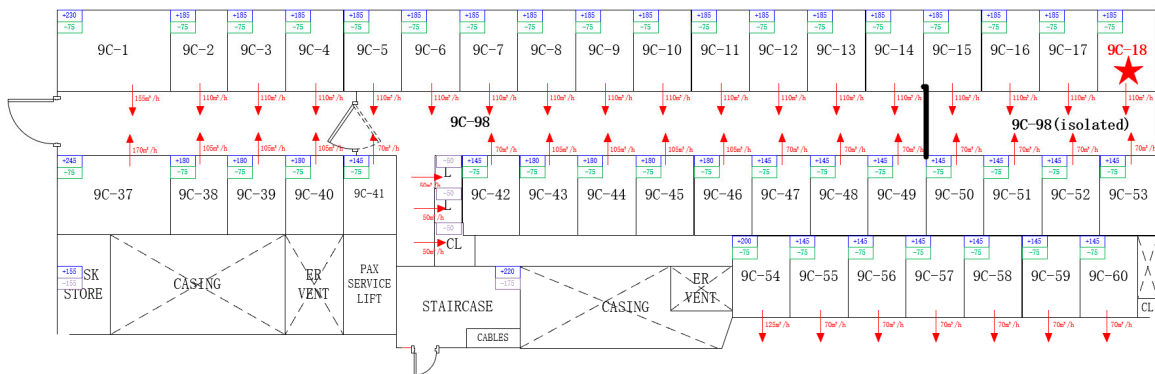 +230 +185 +185 +185 +185 +185 +185 +185 +185 +185 +185 +185 +185 +185 +185 +185 +185 +185
-75 -75 -75 -75 -75 -75 -75 -75 -75 -75 -75 -75 -75 -75 -75 -75 -75 -75
9C-1 9C-2 9C-3 9C-4 9C-5 9C-6 9C-7 9C-8 9C-9 9C-10 9C-11 9C-12 9C-13 9C-14 9C-15 9C-16 9C-17 9C-18
155m³/h 110m³/h 110m³/h 110m³/h 110m³/h 110m³/h 110m³/h 110m³/h 110m³/h 110m³/h 110m³/h 110m³/h 110m³/h 110m³/h 110m³/h 110m³/h 110m³/h 110m³/h
9C-98 9C-98(isolated)
170m³/h 105m³/h 105m³/h 105m³/h 70m³/h 70m³/h 105m³/h 105m³/h 70m³/h 105m³/h 70m³/h 70m³/h 70m³/h 70m³/h 70m³/h 70m³/h 70m³/h
+245 +180 +180 +180 +145 -50 +145 +180 +180 +145 +180 +145 +145 +145 +145 +145 +145 +145
-75 -75 -75 -75 -75 -75 -75 -75 -75 -75 -75 -75 -75 -75 -75 -75 -75
L
50m³/h
9C-37 9C-38 9C-39 9C-40 9C-41 -50 9C-42 9C-43 9C-44 9C-45 9C-46 9C-47 9C-48 9C-49 9C-50 9C-51 9C-52 9C-53
L
50m³/h
-50
CL
50m³/h
+200 +145 +145 +145 +145 +145 +145
-75 -75 -75 -75 -75 -75 -75
+155
-155
SK
STORE
CASING
ER
VENT
PAX
SERVICE
LIFT
+220
-175
STAIRCASE
CABLES
CASING
ER
VENT
9C-54 9C-55 9C-56 9C-57 9C-58 9C-59 9C-60
CL
125m³/h 70m³/h 70m³/h 70m³/h 70m³/h 70m³/h 70m³/h